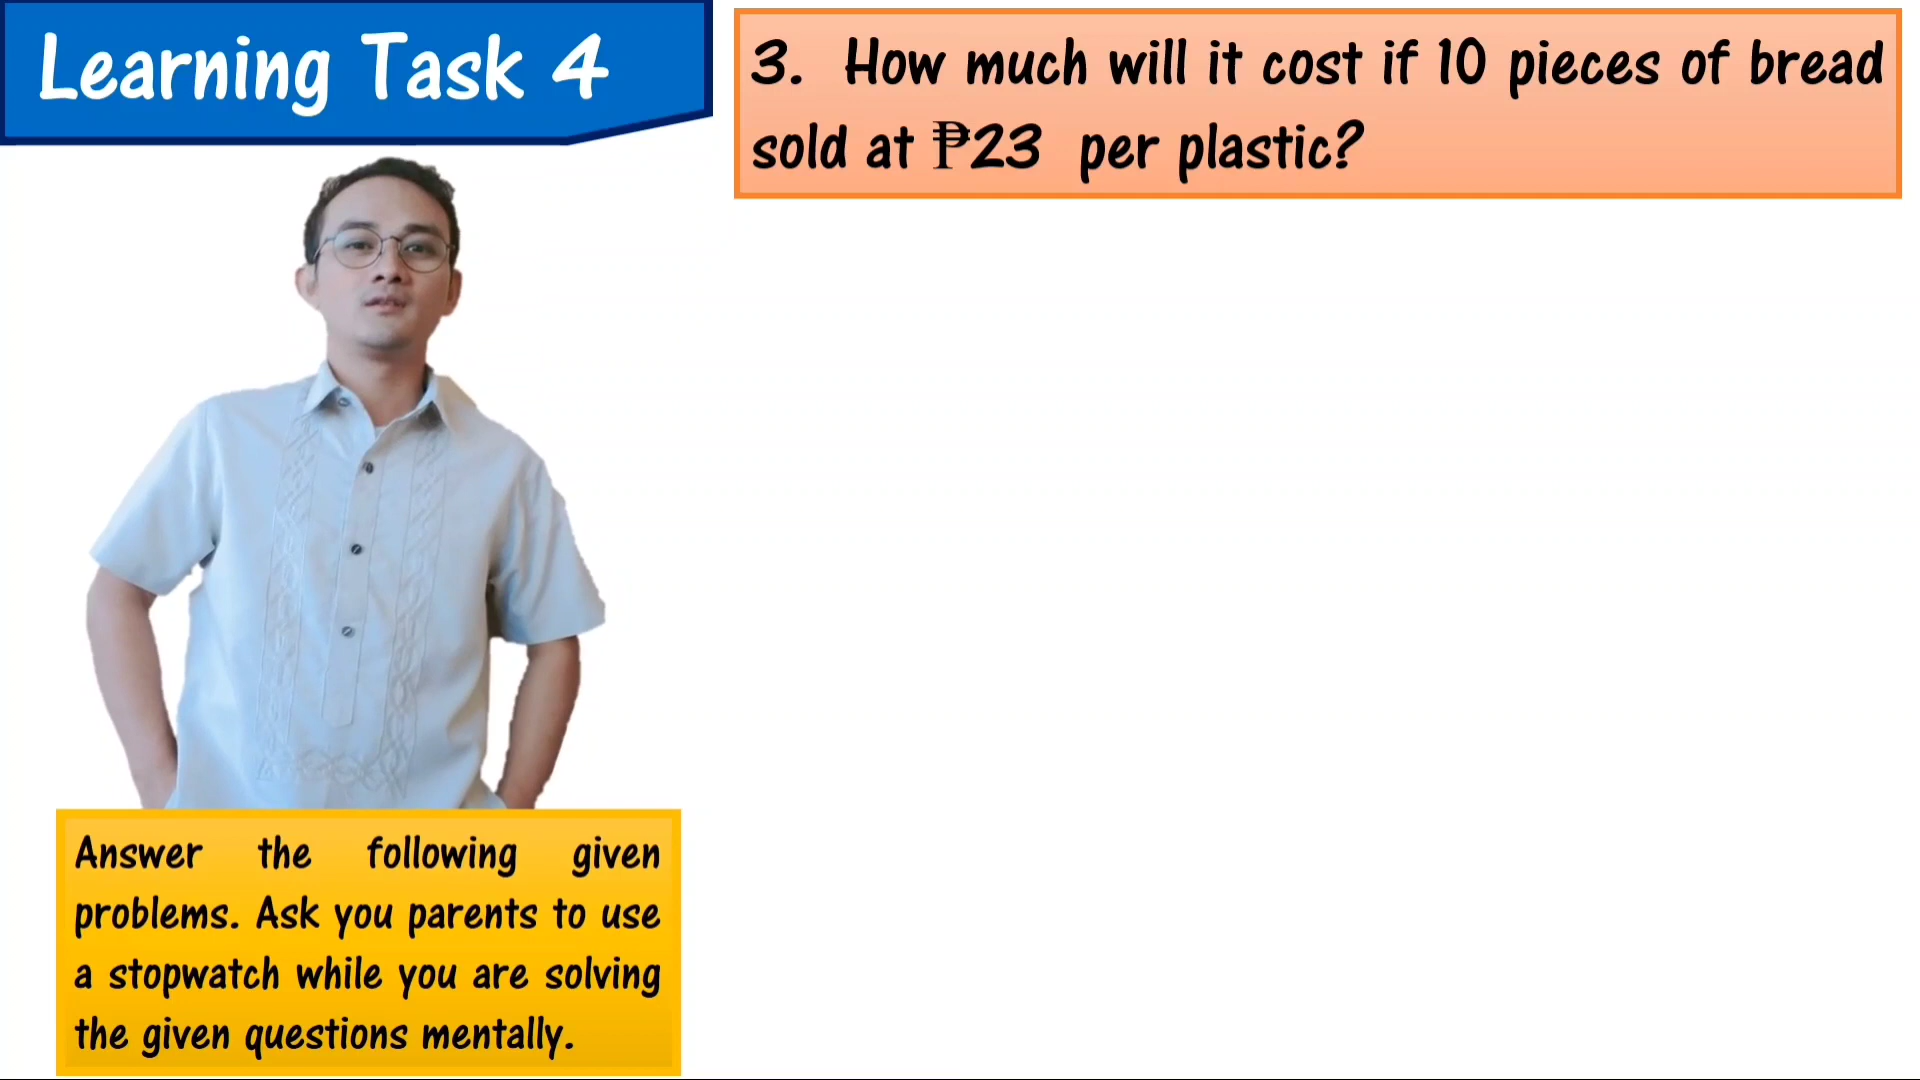 Learning Task 4
3. How much will it cost if 10 pieces of bread
sold at ₱23 per plastic?
Answer the following given
problems. Ask you parents to use
a stopwatch while you are solving
the given questions mentally.